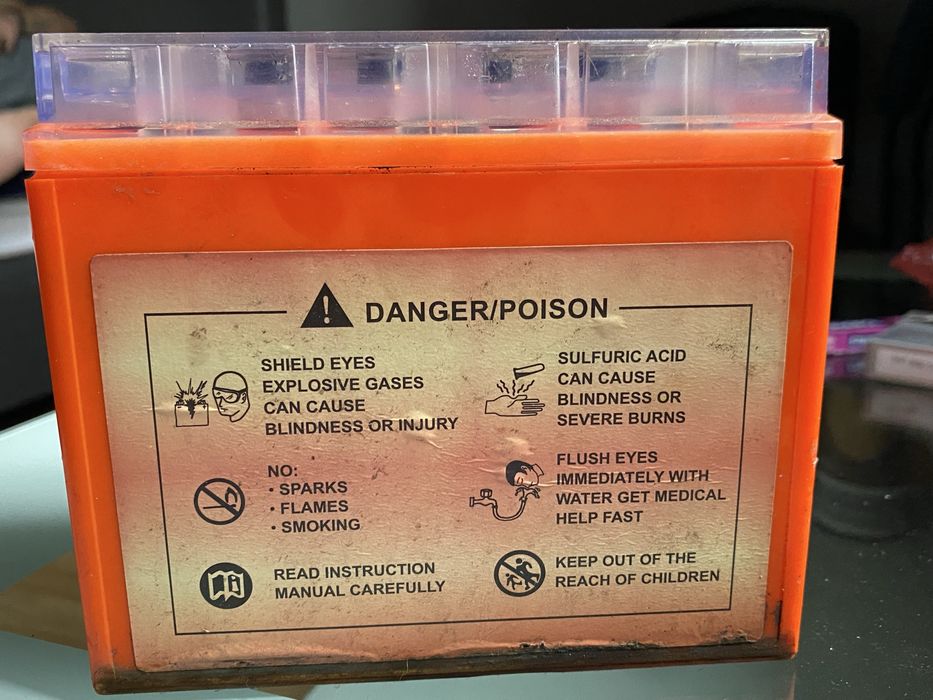 DANGER/POISON
SHIELD EYES
EXPLOSIVE GASES
CAN CAUSE
BLINDNESS OR INJURY
SULFURIC ACID
CAN CAUSE
BLINDNESS OR
SEVERE BURNS
NO:
• SPARKS
• FLAMES
• SMOKING
FLUSH EYES
IMMEDIATELY WITH
WATER GET MEDICAL
HELP FAST
READ INSTRUCTION
MANUAL CAREFULLY
KEEP OUT OF THE
REACH OF CHILDREN